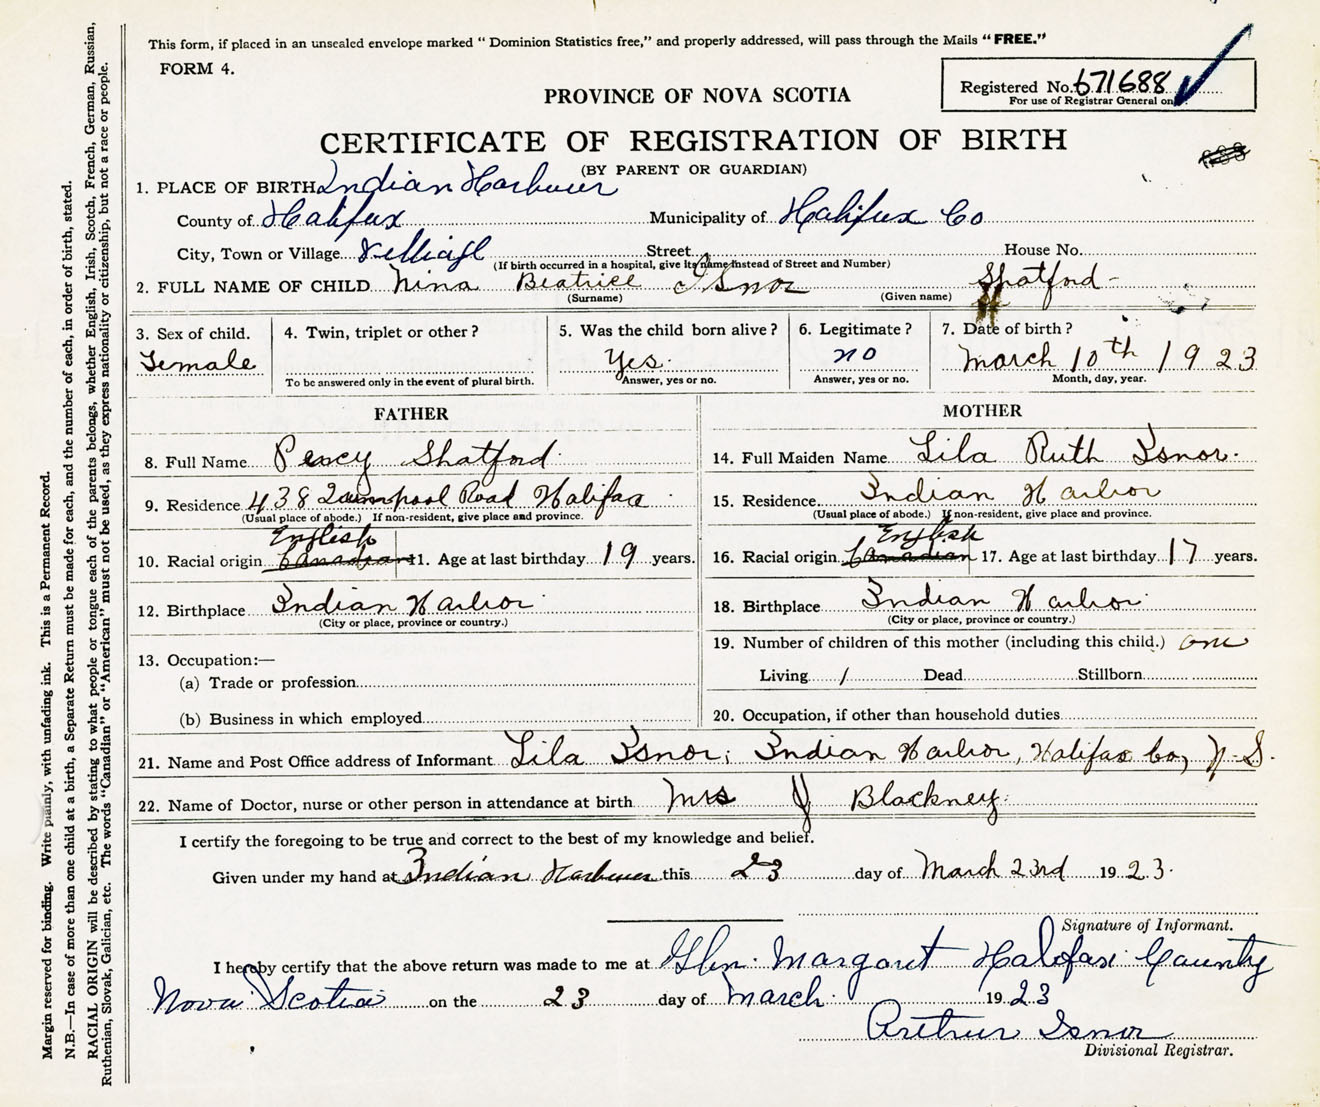 This form, if placed in an unsealed envelope marked "Dominion Statistics free," and properly addressed, will pass through the Mails "FREE."
FORM 4.
Registered No. 671688
For use of Registrar General on
PROVINCE OF NOVA SCOTIA
CERTIFICATE OF REGISTRATION OF BIRTH
(BY PARENT OR GUARDIAN)
1. PLACE OF BIRTH Indian Harbour
County of Halifax Municipality of Halifax Co
City, Town or Village Village Street House No.
(If birth occurred in a hospital, give its name instead of Street and Number)
2. FULL NAME OF CHILD Nina Beatrice Isnor Shatford
(Surname) (Given name)
3. Sex of child. 4. Twin, triplet or other? 5. Was the child born alive? 6. Legitimate? 7. Date of birth?
Female Yes. no March 10th 1923
To be answered only in the event of plural birth. Answer, yes or no. Answer, yes or no. Month, day, year.
FATHER MOTHER
8. Full Name Percy Shatford 14. Full Maiden Name Lila Ruth Isnor.
9. Residence 438 Quinpool Road Halifax 15. Residence Indian Harbor
(Usual place of abode.) If non-resident, give place and province. (Usual place of abode.) If non-resident, give place and province.
English English
10. Racial origin Canadian 11. Age at last birthday 19 years. 16. Racial origin Canadian 17. Age at last birthday 17 years.
12. Birthplace Indian Harbor 18. Birthplace Indian Harbor
(City or place, province or country.) (City or place, province or country.)
13. Occupation:— 19. Number of children of this mother (including this child.) one
(a) Trade or profession Living 1 Dead Stillborn
(b) Business in which employed 20. Occupation, if other than household duties
21. Name and Post Office address of Informant Lila Isnor; Indian Harbor, Halifax Co, N.S.
22. Name of Doctor, nurse or other person in attendance at birth Mrs J Blackney
I certify the foregoing to be true and correct to the best of my knowledge and belief.
Given under my hand at Indian Harbour this 23 day of March 23rd 1923.
Signature of Informant.
I hereby certify that the above return was made to me at Glen Margaret Halifax County
Nova Scotia on the 23 day of March 1923
Arthur Isnor
Divisional Registrar.
Margin reserved for binding. Write plainly, with unfading ink. This is a Permanent Record.
N.B.—In case of more than one child at a birth, a Separate Return must be made for each, and the number of each, in order of birth, stated.
RACIAL ORIGIN will be described by stating to what people or tongue each of the parents belongs, whether English, Irish, Scotch, French, German, Russian,
Ruthenian, Slovak, Galician, etc. The words "Canadian" or "American" must not be used, as they express nationality or citizenship, but not a race or people.